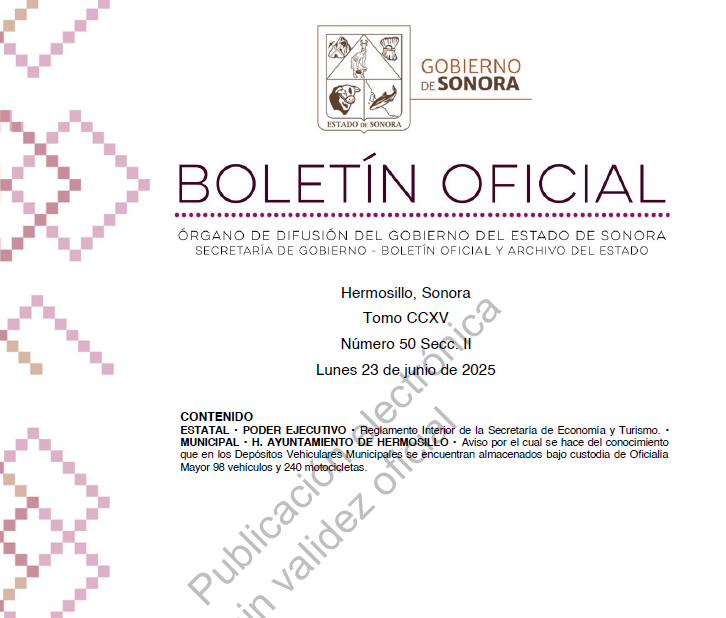 ESTADO DE SONORA
GOBIERNO
DE SONORA
BOLETÍN OFICIAL
ÓRGANO DE DIFUSIÓN DEL GOBIERNO DEL ESTADO DE SONORA
SECRETARÍA DE GOBIERNO - BOLETÍN OFICIAL Y ARCHIVO DEL ESTADO
Hermosillo, Sonora
Tomo CCXV
Número 50 Secc. II
Lunes 23 de junio de 2025
CONTENIDO
ESTATAL • PODER EJECUTIVO • Reglamento Interior de la Secretaría de Economía y Turismo. •
MUNICIPAL • H. AYUNTAMIENTO DE HERMOSILLO • Aviso por el cual se hace del conocimiento
que en los Depósitos Vehiculares Municipales se encuentran almacenados bajo custodia de Oficialía
Mayor 98 vehículos y 240 motocicletas.
Publicación electrónica
in validez oficial